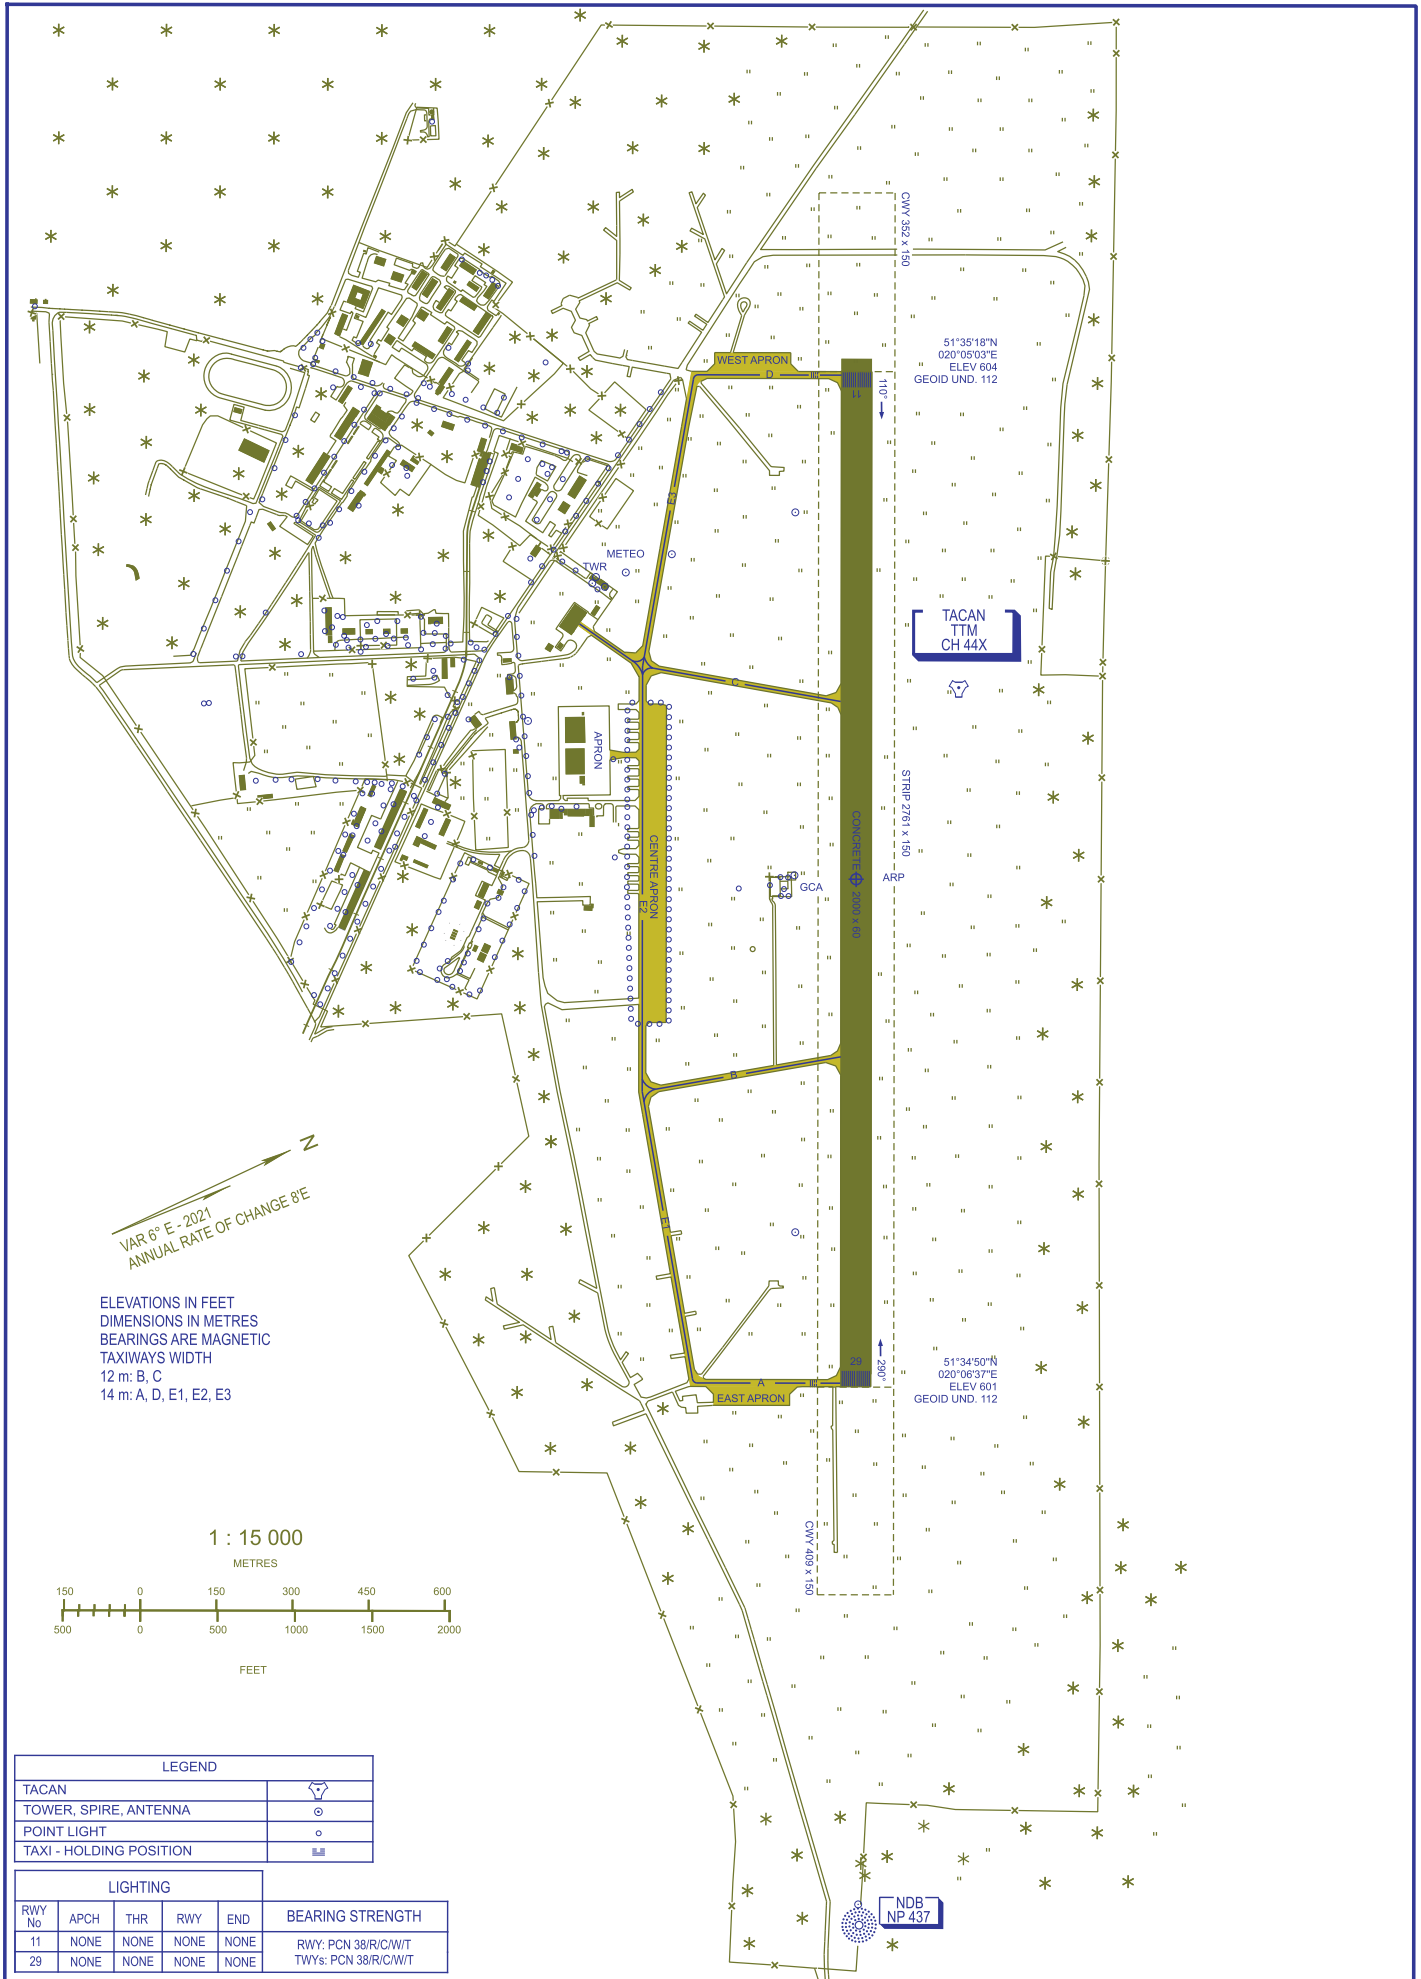 CWY 352 x 150
51°35'18"N
020°05'03"E
ELEV 604
GEOID UND. 112
WEST APRON
D
11
110°
E3
METEO
TWR
TACAN
TTM
CH 44X
C
APRON
STRIP 2761 x 150
CENTRE APRON
E2
CONCRETE 2000 x 60
ARP
GCA
B
N
VAR 6° E - 2021
ANNUAL RATE OF CHANGE 8'E
E1
ELEVATIONS IN FEET
DIMENSIONS IN METRES
BEARINGS ARE MAGNETIC
TAXIWAYS WIDTH
12 m: B, C
14 m: A, D, E1, E2, E3
29
290°
A
EAST APRON
51°34'50"N
020°06'37"E
ELEV 601
GEOID UND. 112
CWY 409 x 150
1 : 15 000
METRES
150 0 150 300 450 600
500 0 500 1000 1500 2000
FEET
LEGEND
TACAN
TOWER, SPIRE, ANTENNA
POINT LIGHT
TAXI - HOLDING POSITION
LIGHTING
RWY No APCH THR RWY END BEARING STRENGTH
11 NONE NONE NONE NONE RWY: PCN 38/R/C/W/T
29 NONE NONE NONE NONE TWYs: PCN 38/R/C/W/T
NDB
NP 437